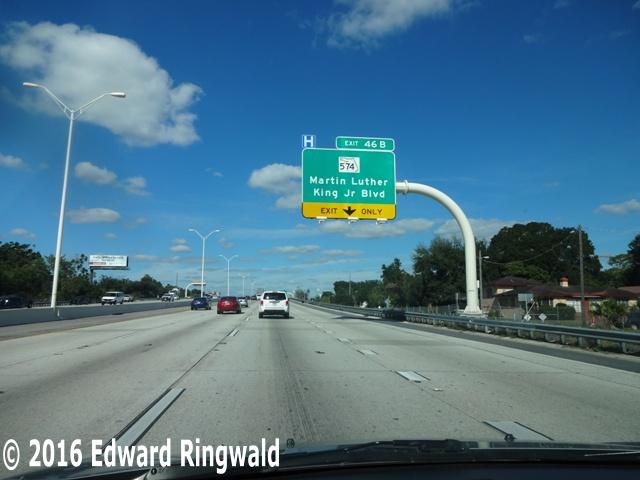 H
EXIT 46 B
574
Martin Luther
King Jr Blvd
EXIT ONLY
© 2016 Edward Ringwald